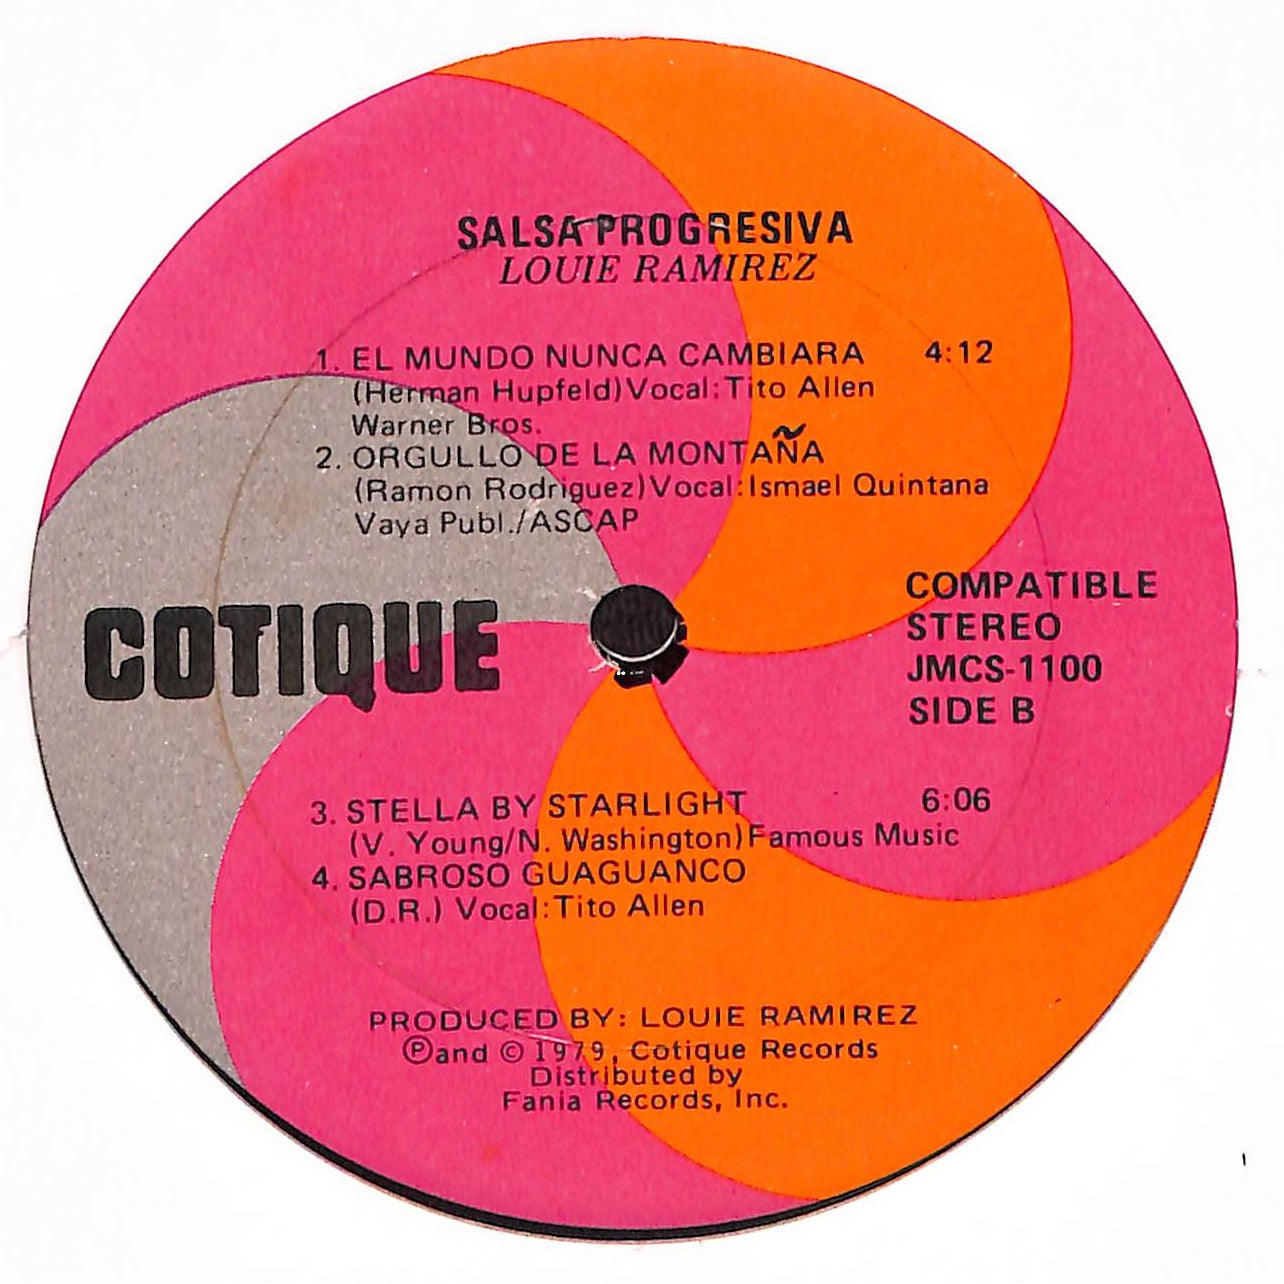 SALSA PROGRESIVA
LOUIE RAMIREZ
1. EL MUNDO NUNCA CAMBIARA 4:12
(Herman Hupfeld) Vocal: Tito Allen
Warner Bros.
2. ORGULLO DE LA MONTAÑA
(Ramon Rodriguez) Vocal: Ismael Quintana
Vaya Publ./ASCAP
COTIQUE
COMPATIBLE
STEREO
JMCS-1100
SIDE B
3. STELLA BY STARLIGHT 6:06
(V. Young/N. Washington) Famous Music
4. SABROSO GUAGUANCO
(D.R.) Vocal: Tito Allen
PRODUCED BY: LOUIE RAMIREZ
℗ and © 1979, Cotique Records
Distributed by
Fania Records, Inc.